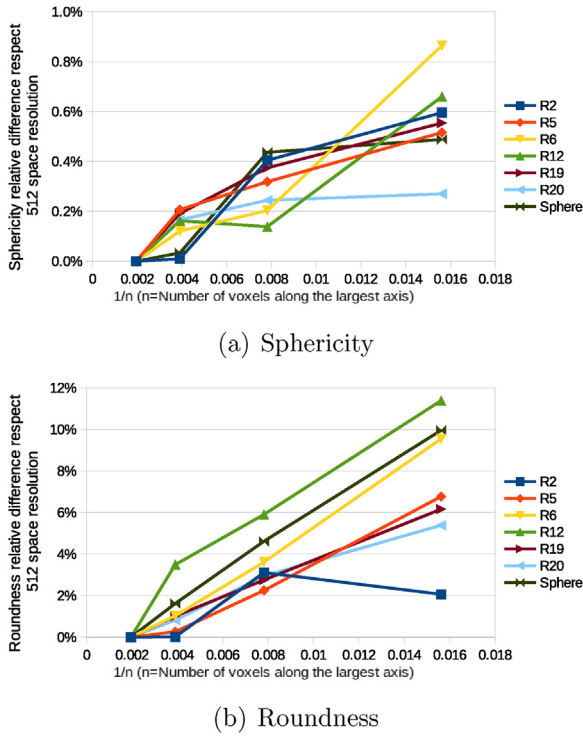 Sphericity relative difference respect
512 space resolution
1.0%
0.8%
0.6%
0.4%
0.2%
0.0%
0 0.002 0.004 0.006 0.008 0.01 0.012 0.014 0.016 0.018
1/n (n=Number of voxels along the largest axis)
R2
R5
R6
R12
R19
R20
Sphere
(a) Sphericity
Roundness relative difference respect
512 space resolution
12%
10%
8%
6%
4%
2%
0%
0 0.002 0.004 0.006 0.008 0.01 0.012 0.014 0.016 0.018
1/n (n=Number of voxels along the largest axis)
R2
R5
R6
R12
R19
R20
Sphere
(b) Roundness